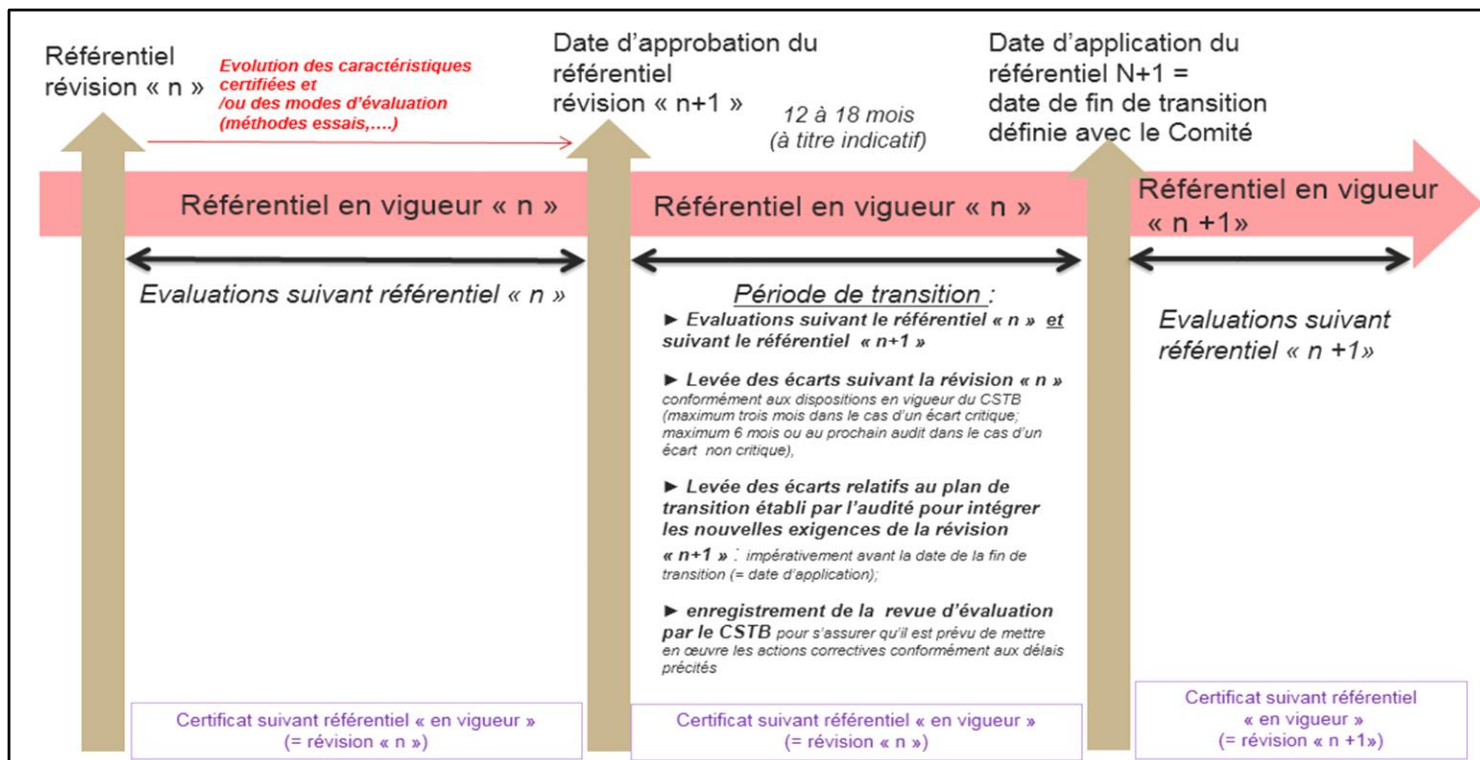 Référentiel
révision « n »
Evolution des caractéristiques
certifiées et
/ou des modes d'évaluation
(méthodes essais,....)
Date d'approbation du
référentiel
révision « n+1 »
12 à 18 mois
(à titre indicatif)
Date d'application du
référentiel N+1 =
date de fin de transition
définie avec le Comité
Référentiel en vigueur « n »
Référentiel en vigueur « n »
Référentiel en vigueur
« n +1»
Evaluations suivant référentiel « n »
Période de transition :
► Evaluations suivant le référentiel « n » et
suivant le référentiel « n+1 »
► Levée des écarts suivant la révision « n »
conformément aux dispositions en vigueur du CSTB
(maximum trois mois dans le cas d'un écart critique;
maximum 6 mois ou au prochain audit dans le cas d'un
écart non critique),
► Levée des écarts relatifs au plan de
transition établi par l'audité pour intégrer
les nouvelles exigences de la révision
« n+1 » : impérativement avant la date de la fin de
transition (= date d'application);
► enregistrement de la revue d'évaluation
par le CSTB pour s'assurer qu'il est prévu de mettre
en œuvre les actions correctives conformément aux délais
précités
Evaluations suivant
référentiel « n +1»
Certificat suivant référentiel « en vigueur »
(= révision « n »)
Certificat suivant référentiel « en vigueur »
(= révision « n »)
Certificat suivant référentiel
« en vigueur »
(= révision « n +1»)